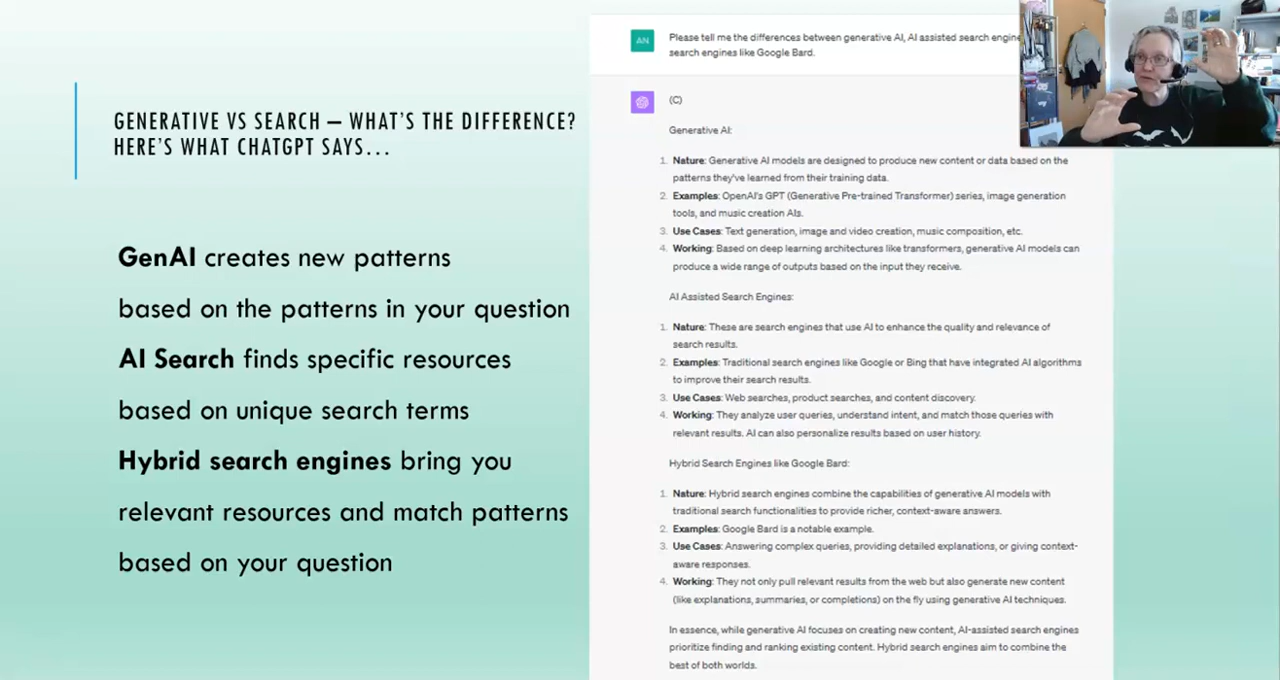 GENERATIVE VS SEARCH – WHAT'S THE DIFFERENCE?
HERE'S WHAT CHATGPT SAYS...
GenAI creates new patterns
based on the patterns in your question
AI Search finds specific resources
based on unique search terms
Hybrid search engines bring you
relevant resources and match patterns
based on your question
AN
Please tell me the differences between generative AI, AI assisted search engine
search engines like Google Bard.
(C)
Generative AI:
1. Nature: Generative AI models are designed to produce new content or data based on the
patterns they've learned from their training data.
2. Examples: OpenAI's GPT (Generative Pre-trained Transformer) series, image generation
tools, and music creation AIs.
3. Use Cases: Text generation, image and video creation, music composition, etc.
4. Working: Based on deep learning architectures like transformers, generative AI models can
produce a wide range of outputs based on the input they receive.
AI Assisted Search Engines:
1. Nature: These are search engines that use AI to enhance the quality and relevance of
search results.
2. Examples: Traditional search engines like Google or Bing that have integrated AI algorithms
to improve their search results.
3. Use Cases: Web searches, product searches, and content discovery.
4. Working: They analyze user queries, understand intent, and match those queries with
relevant results. AI can also personalize results based on user history.
Hybrid Search Engines like Google Bard:
1. Nature: Hybrid search engines combine the capabilities of generative AI models with
traditional search functionalities to provide richer, context-aware answers.
2. Examples: Google Bard is a notable example.
3. Use Cases: Answering complex queries, providing detailed explanations, or giving context-
aware responses.
4. Working: They not only pull relevant results from the web but also generate new content
(like explanations, summaries, or completions) on the fly using generative AI techniques.
In essence, while generative AI focuses on creating new content, AI-assisted search engines
prioritize finding and ranking existing content. Hybrid search engines aim to combine the
best of both worlds.